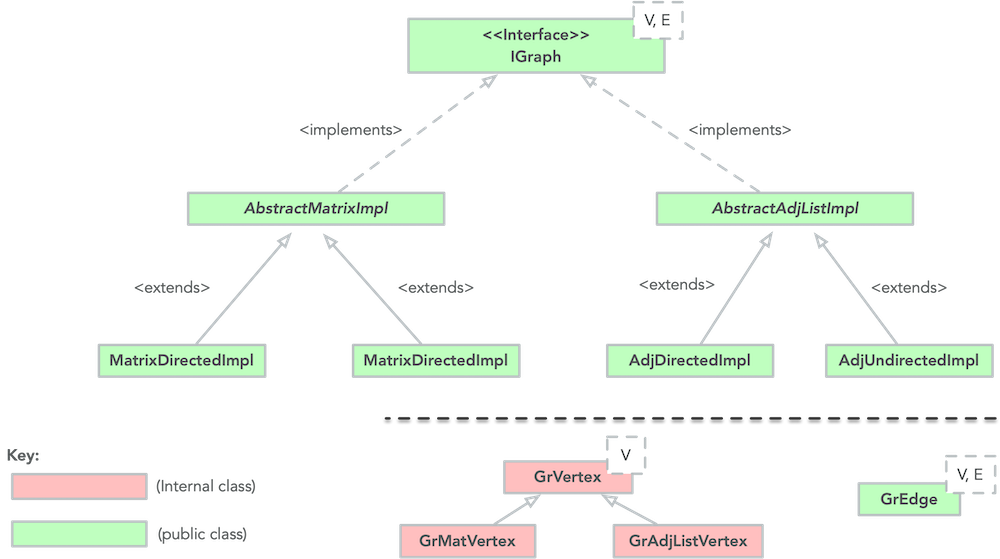 V, E
<<Interface>>
IGraph
<implements>
<implements>
AbstractMatrixImpl
AbstractAdjListImpl
<extends>
<extends>
<extends>
<extends>
MatrixDirectedImpl
MatrixDirectedImpl
AdjDirectedImpl
AdjUndirectedImpl
Key:
V
GrVertex
V, E
(Internal class)
GrEdge
(public class)
GrMatVertex
GrAdjListVertex